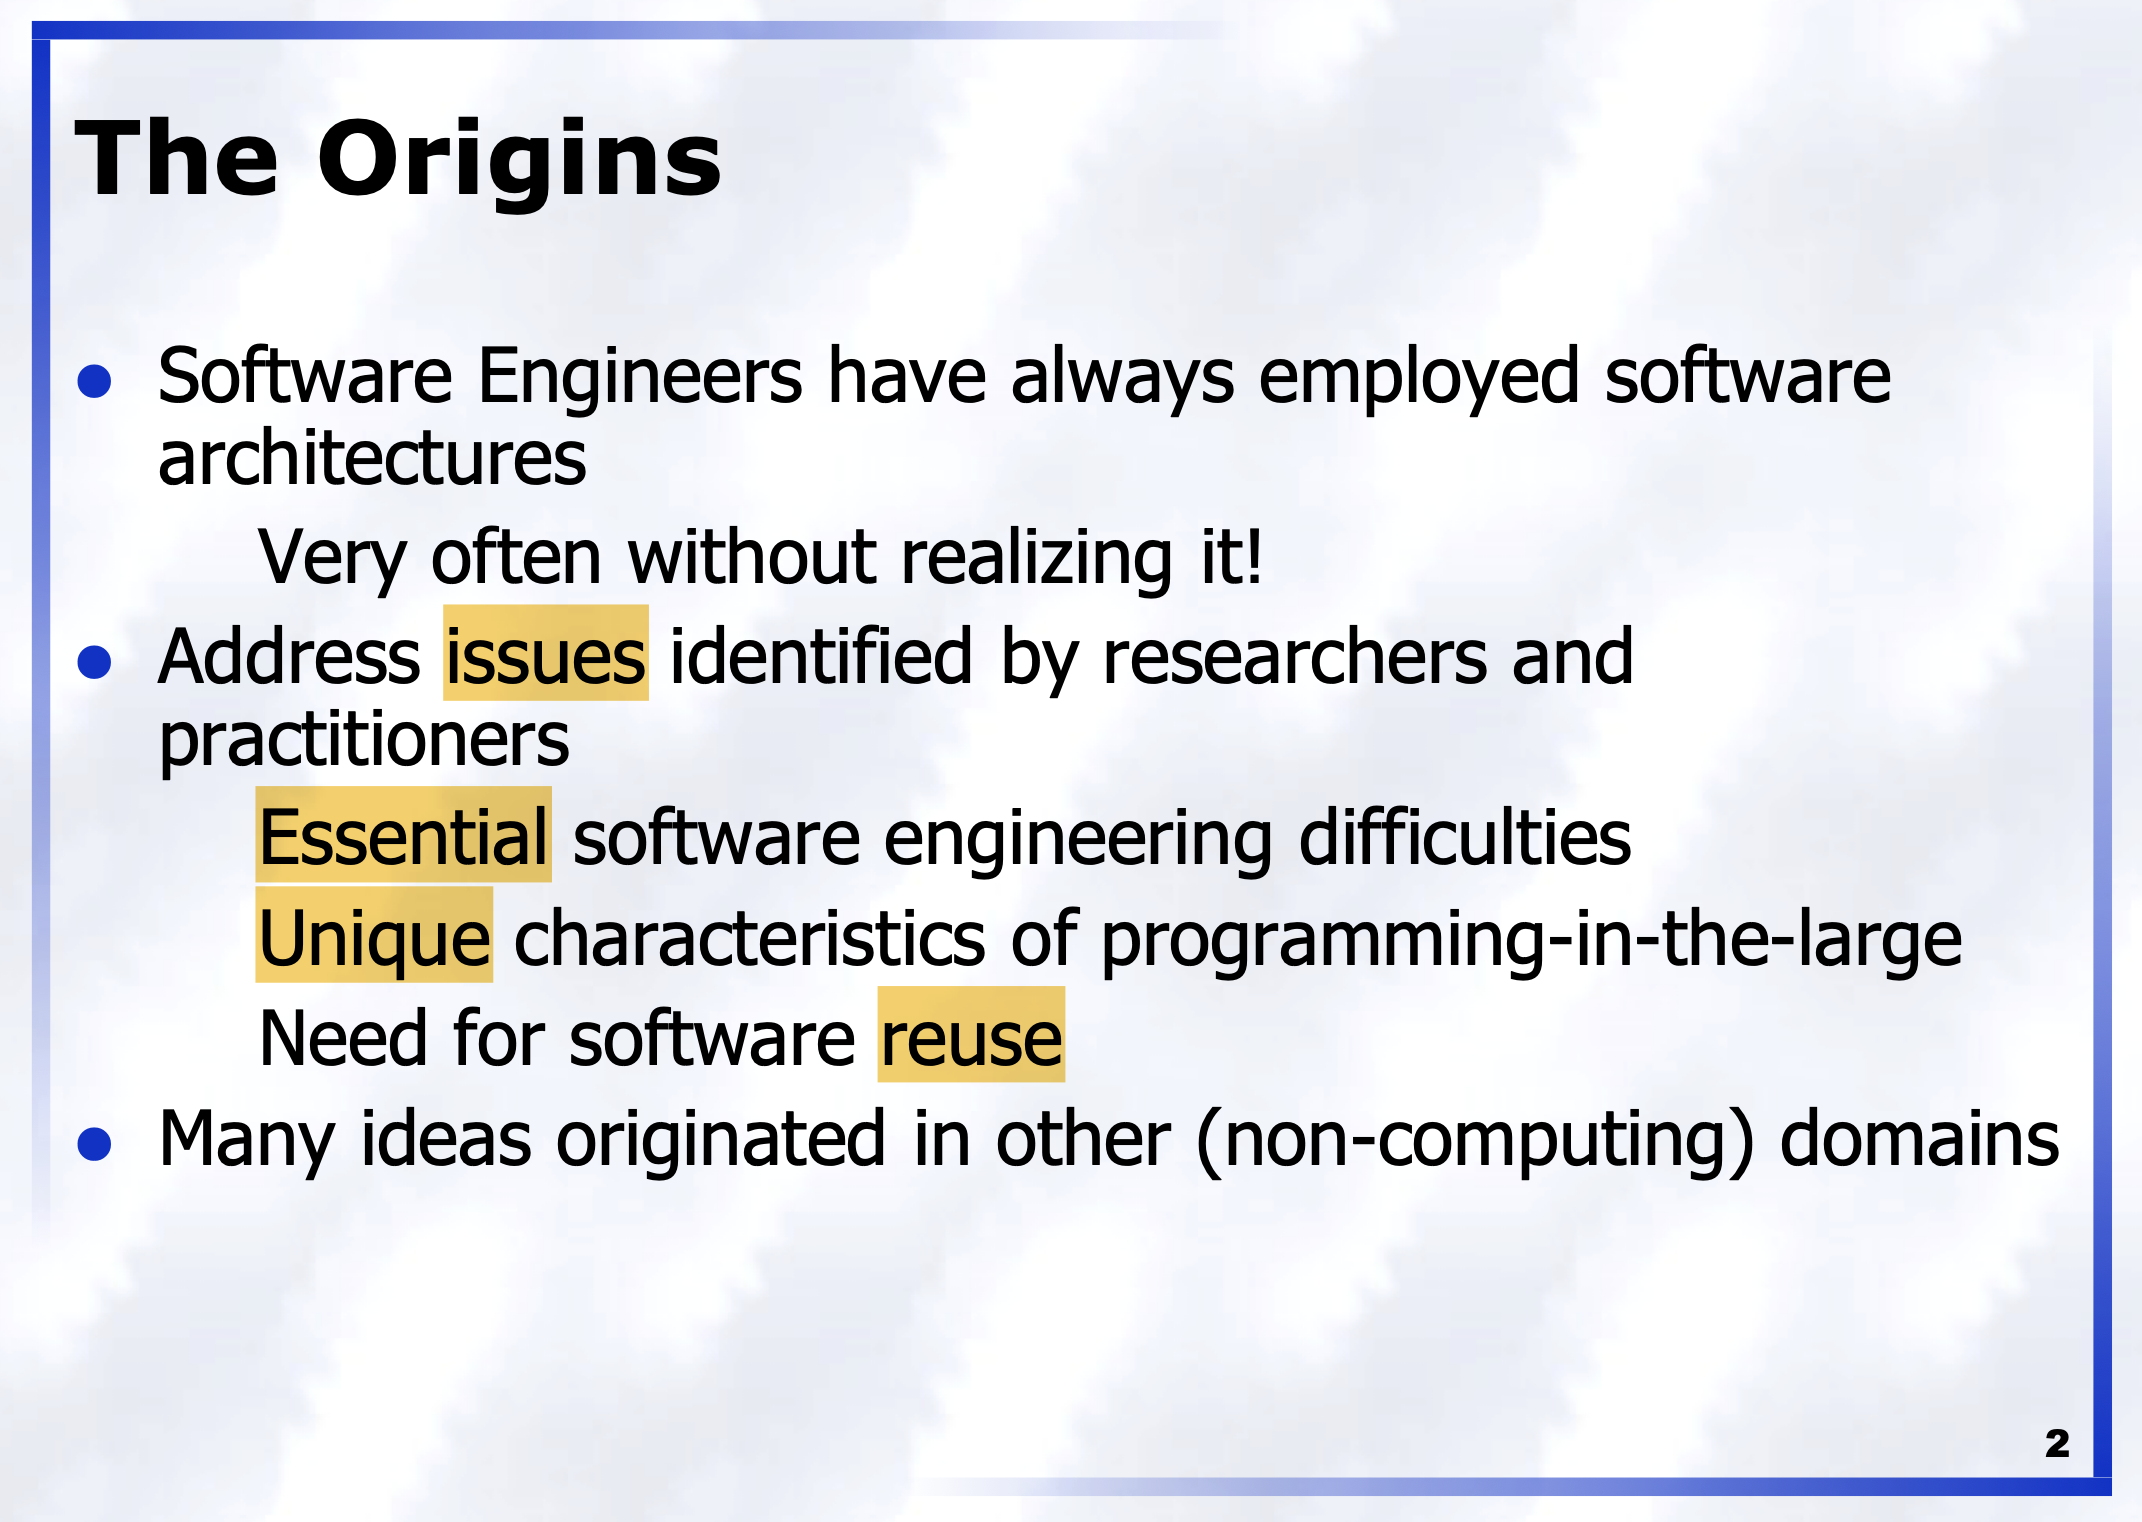 The Origins
● Software Engineers have always employed software
architectures
Very often without realizing it!
● Address issues identified by researchers and
practitioners
Essential software engineering difficulties
Unique characteristics of programming-in-the-large
Need for software reuse
● Many ideas originated in other (non-computing) domains
2